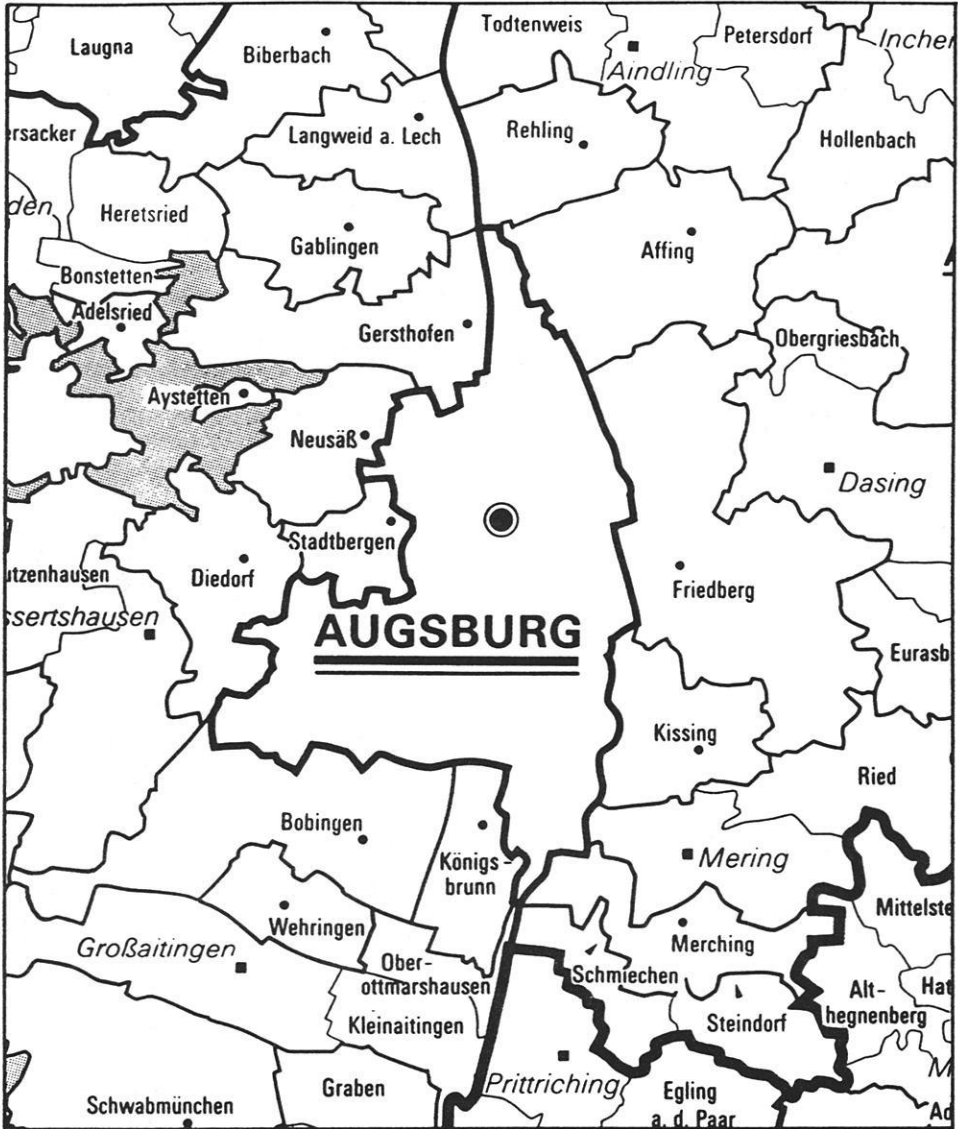 Todtenweis
Petersdorf
Laugna
Biberbach
Aindling
Langweid a. Lech
Rehling
Hollenbach
Heretsried
Gablingen
Affing
Bonstetten
Adelsried
Gersthofen
Obergriesbach
Aystetten
Neusäß
Dasing
Stadtbergen
Diedorf
Friedberg
AUGSBURG
Kissing
Ried
Bobingen
Königs-
brunn
Mering
Wehringen
Merching
Großaitingen
Ober-
ottmarshausen
Schmiechen
Alt-
hegnenberg
Kleinaitingen
Steindorf
Graben
Prittriching
Egling
a. d. Paar
Schwabmünchen